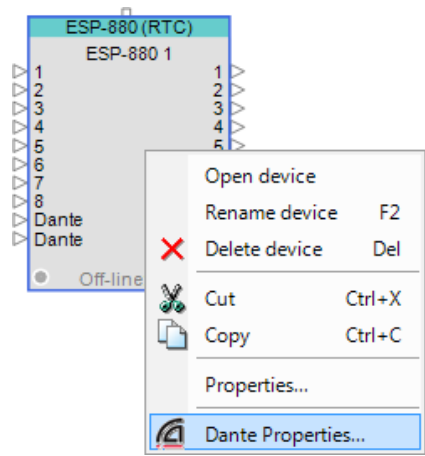 ESP-880 (RTC)
ESP-880 1
1 1
2 2
3 3
4 4
5 5
6
7
8
Dante
Dante
Off-line
Open device
Rename device F2
Delete device Del
Cut Ctrl+X
Copy Ctrl+C
Properties...
Dante Properties...